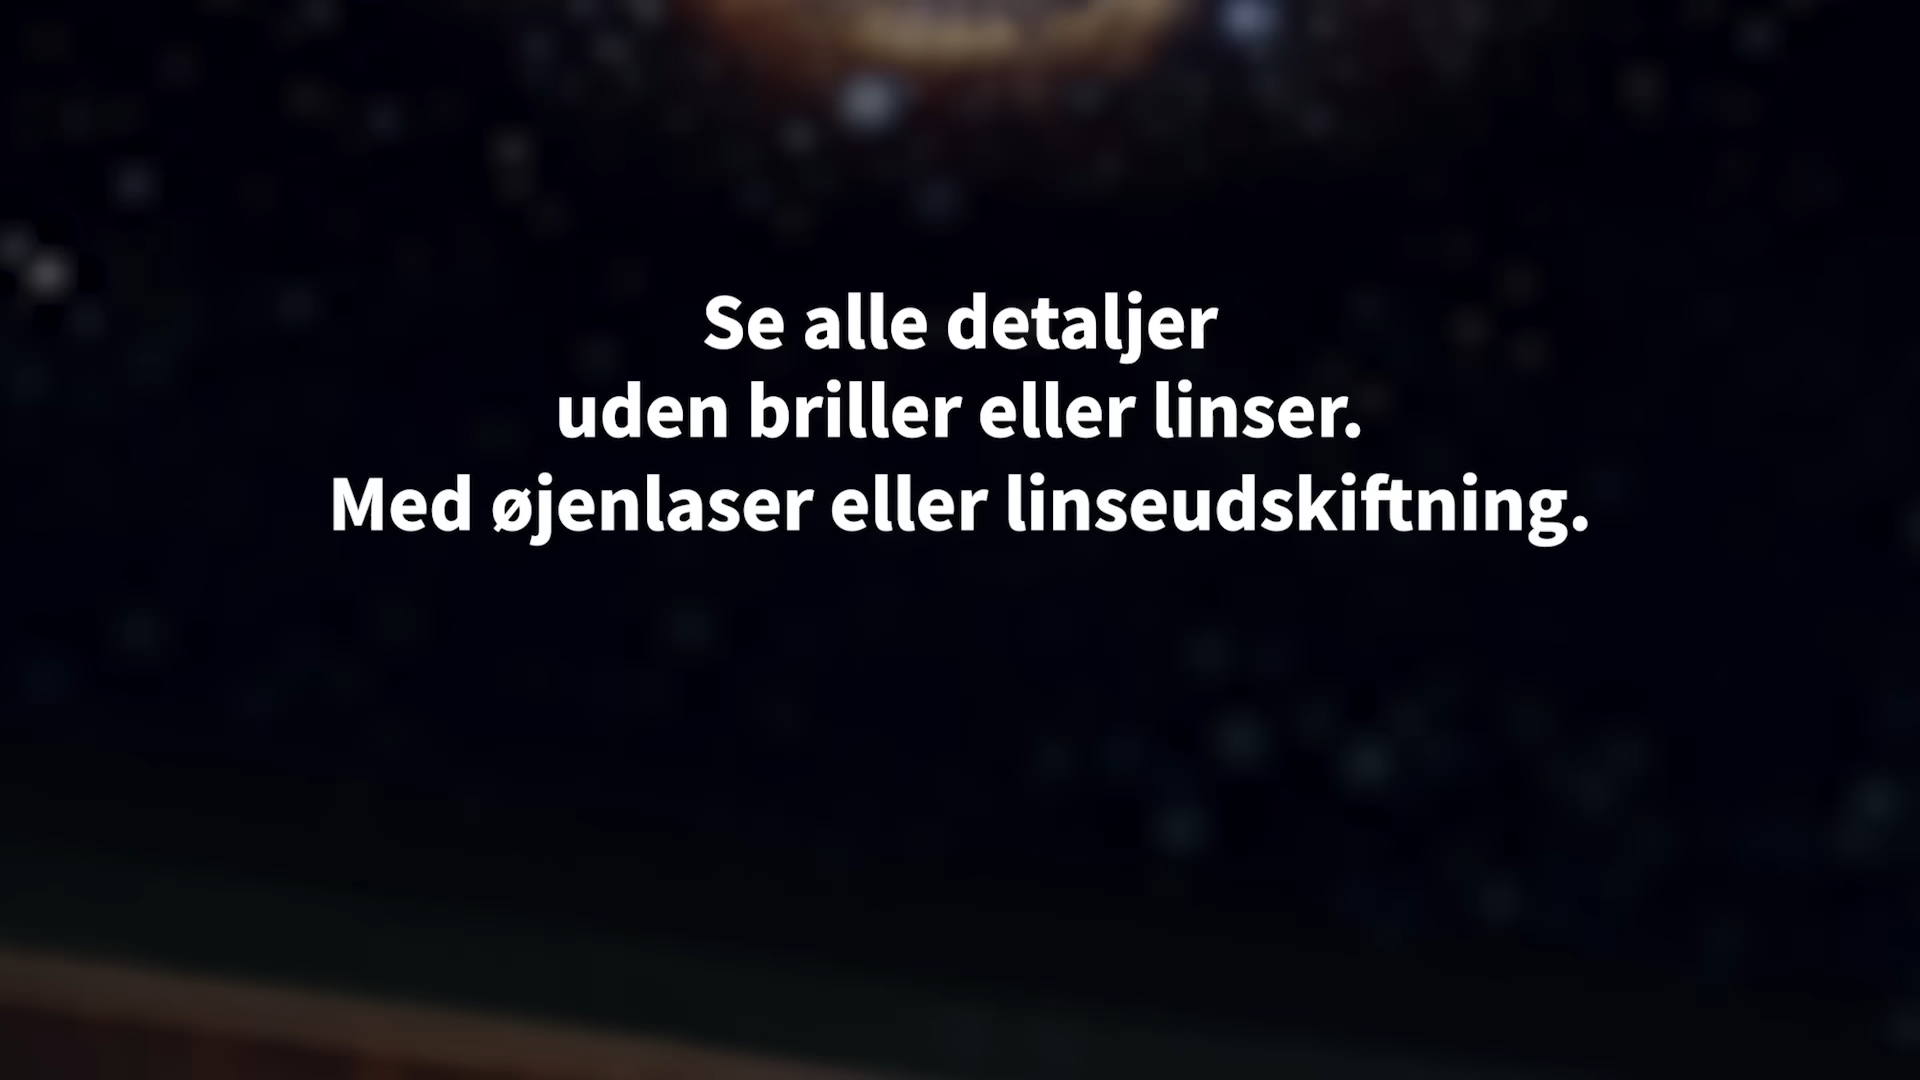 Se alle detaljer
uden briller eller linser.
Med øjenlaser eller linseudskiftning.